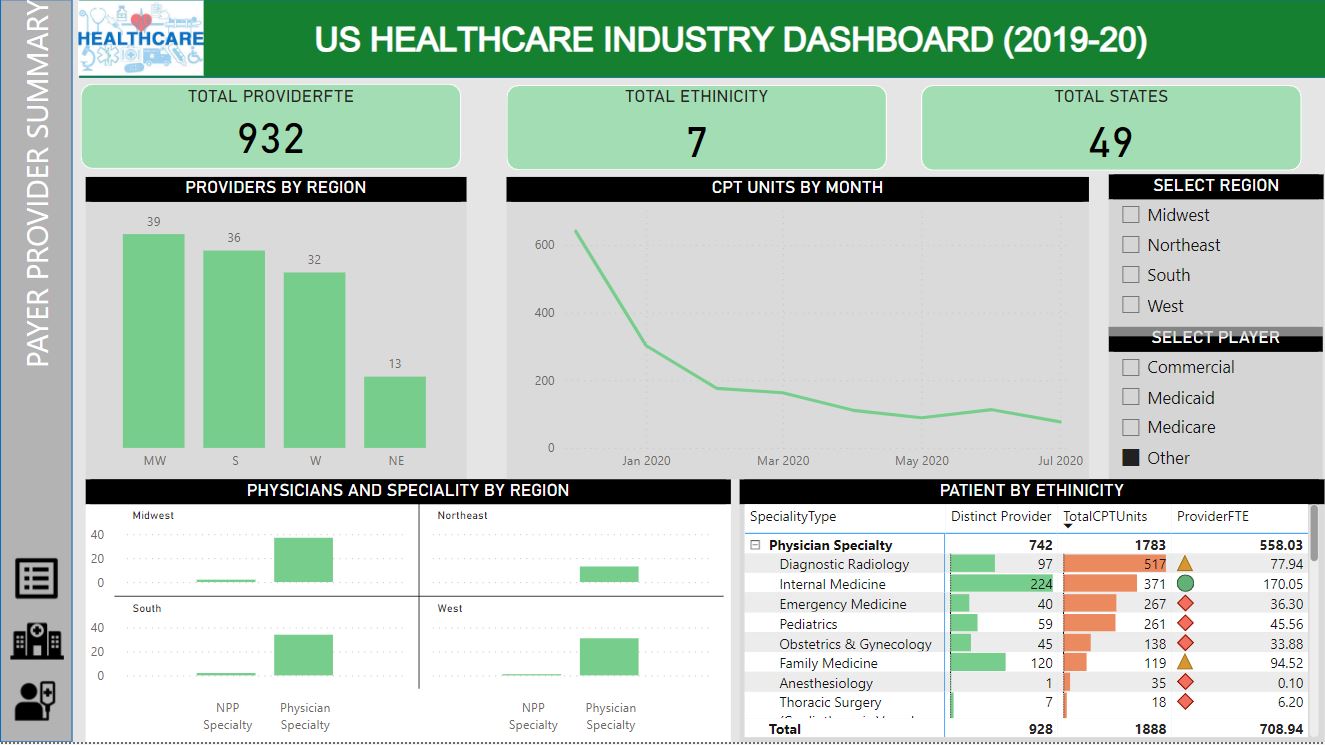 PAYER PROVIDER SUMMARY
HEALTHCARE
US HEALTHCARE INDUSTRY DASHBOARD (2019-20)
TOTAL PROVIDERFTE
932
TOTAL ETHINICITY
7
TOTAL STATES
49
PROVIDERS BY REGION
39
36
32
13
MW S W NE
CPT UNITS BY MONTH
600
400
200
0
Jan 2020 Mar 2020 May 2020 Jul 2020
SELECT REGION
Midwest
Northeast
South
West
SELECT PLAYER
Commercial
Medicaid
Medicare
Other
PHYSICIANS AND SPECIALITY BY REGION
Midwest Northeast
40
20
0
South West
40
20
0
NPP Physician NPP Physician
Specialty Specialty Specialty Specialty
PATIENT BY ETHINICITY
SpecialityType Distinct Provider TotalCPTUnits ProviderFTE
Physician Specialty 742 1783 558.03
Diagnostic Radiology 97 517 77.94
Internal Medicine 224 371 170.05
Emergency Medicine 40 267 36.30
Pediatrics 59 261 45.56
Obstetrics & Gynecology 45 138 33.88
Family Medicine 120 119 94.52
Anesthesiology 1 35 0.10
Thoracic Surgery 7 18 6.20
Total 928 1888 708.94